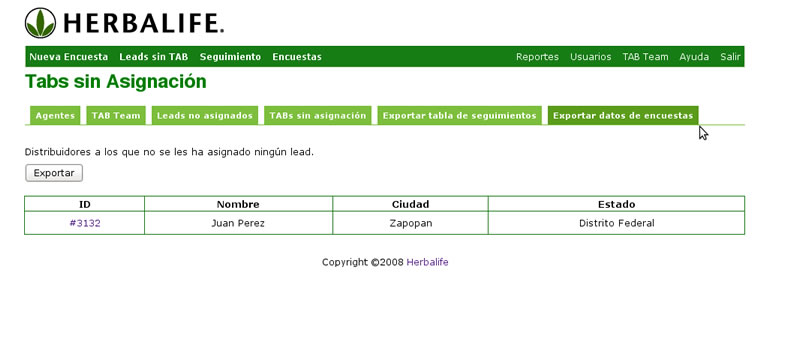 HERBALIFE.
Nueva Encuesta Leads sin TAB Seguimiento Encuestas Reportes Usuarios TAB Team Ayuda Salir
Tabs sin Asignación
Agentes TAB Team Leads no asignados TABs sin asignación Exportar tabla de seguimientos Exportar datos de encuestas
Distribuidores a los que no se les ha asignado ningún lead.
Exportar
ID Nombre Ciudad Estado
#3132 Juan Perez Zapopan Distrito Federal
Copyright ©2008 Herbalife